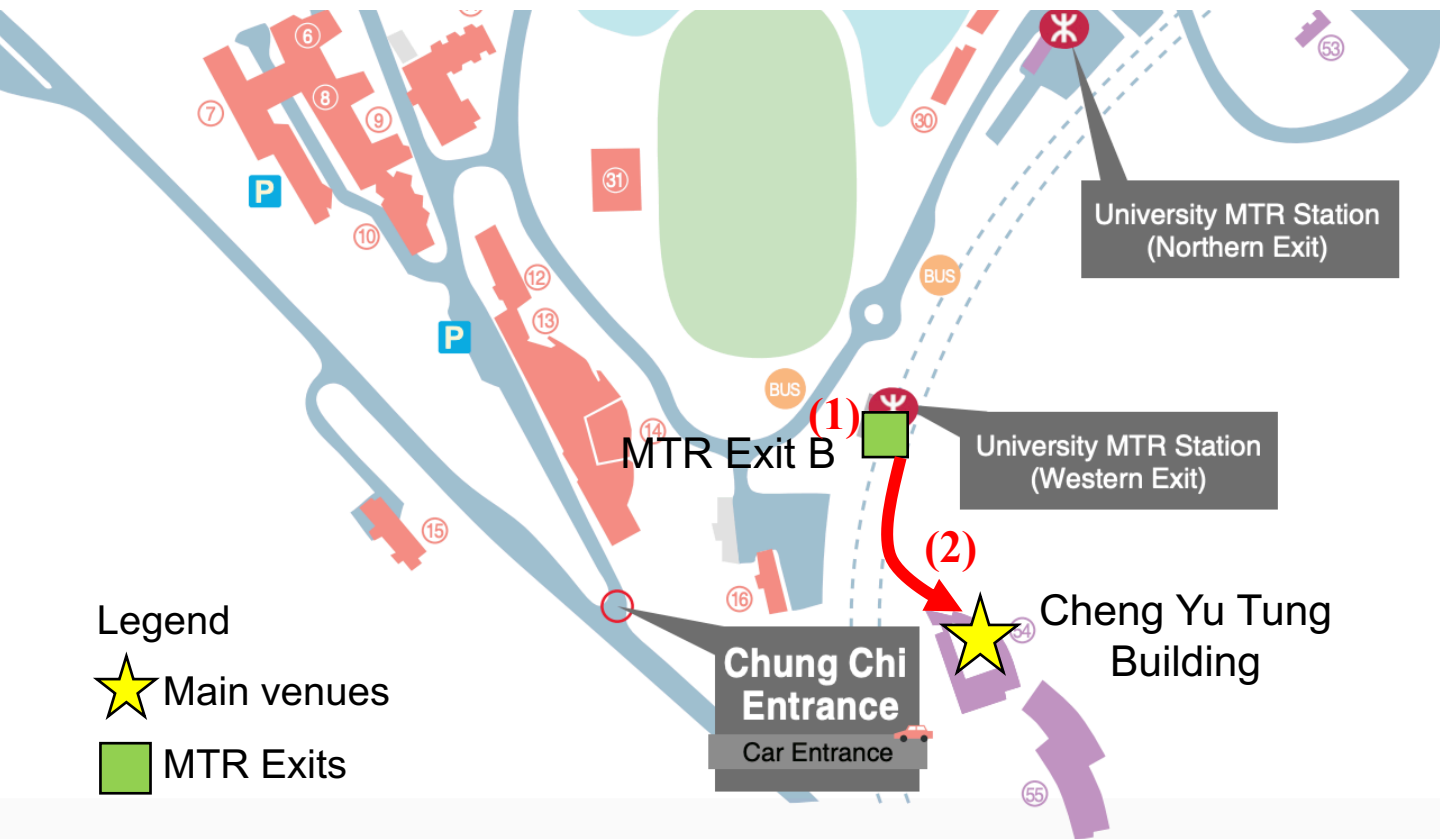 6
7
8
9
10
P
31
30
53
University MTR Station
(Northern Exit)
12
13
BUS
P
BUS
(1)
14
MTR Exit B
University MTR Station
(Western Exit)
15
(2)
16
54
Cheng Yu Tung
Building
Legend
Main venues
MTR Exits
Chung Chi
Entrance
Car Entrance
55